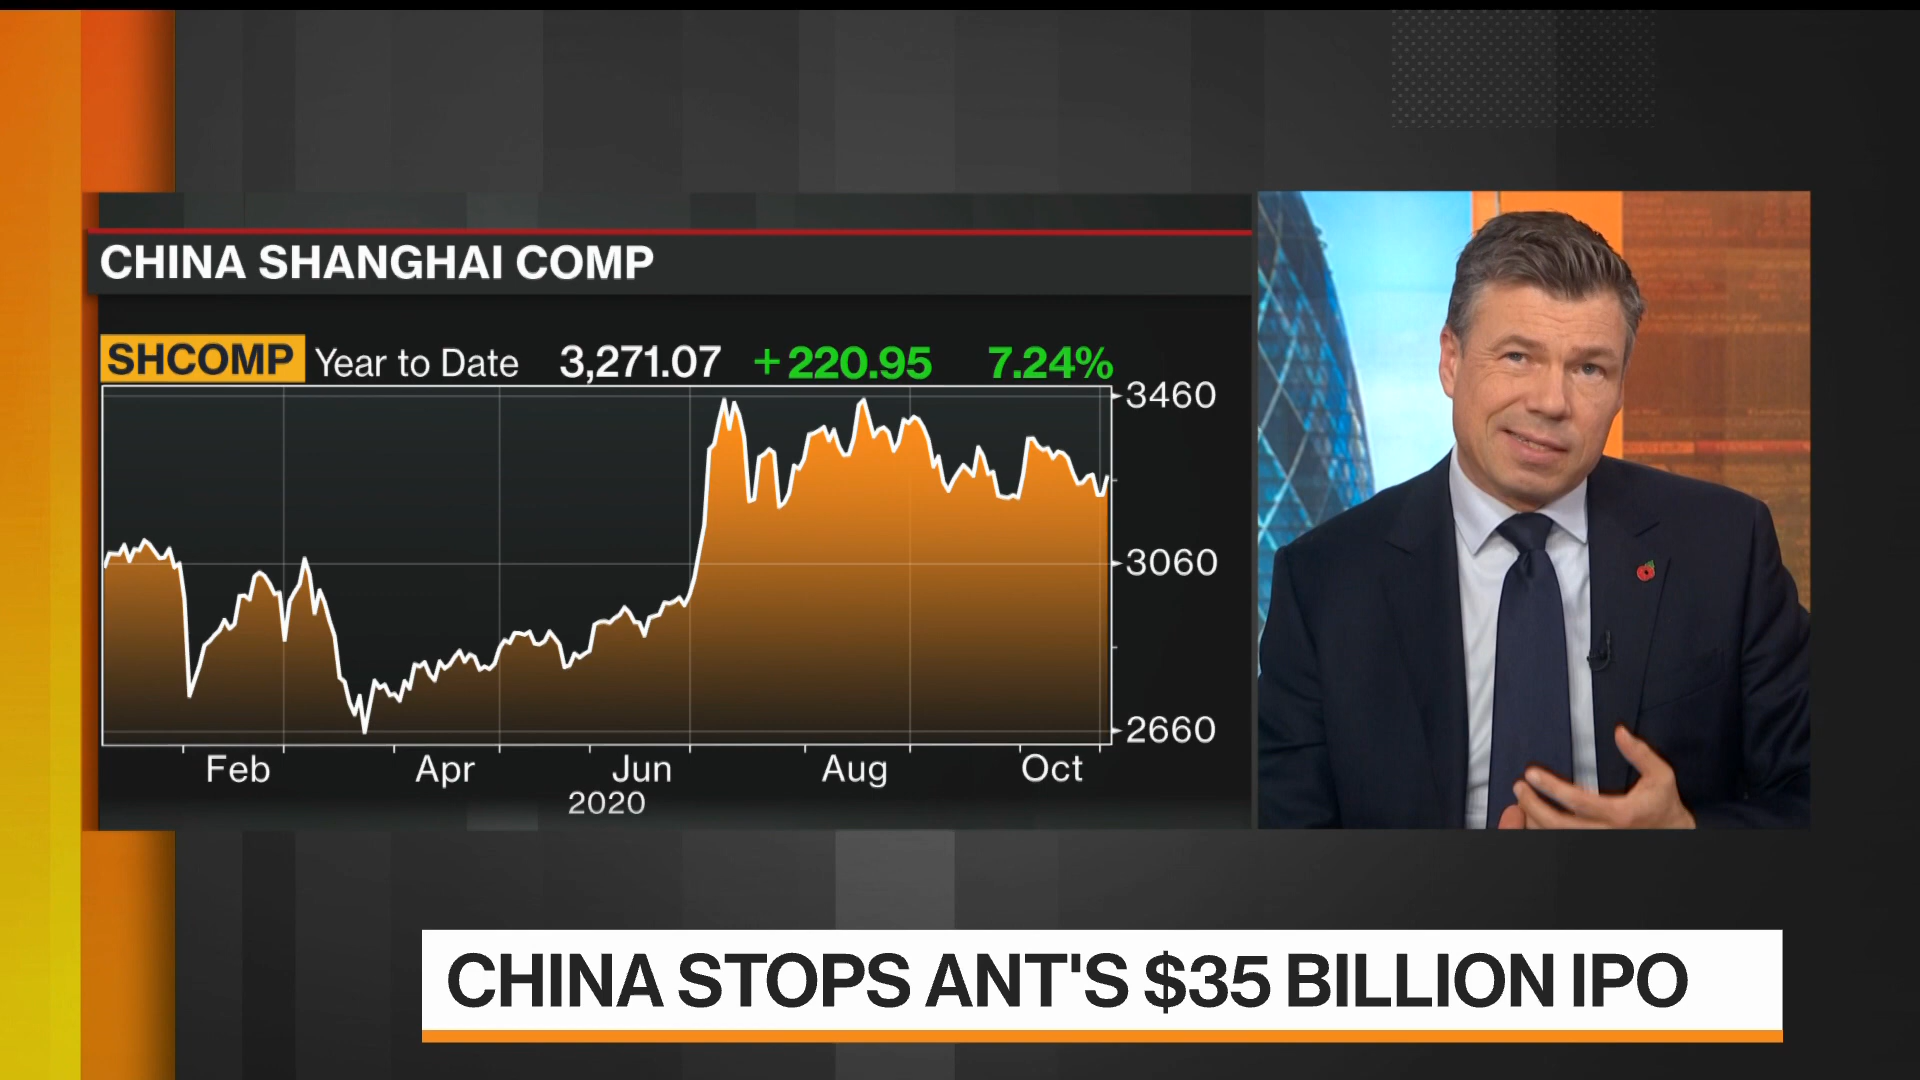 CHINA SHANGHAI COMP
SHCOMP Year to Date 3,271.07 +220.95 7.24%
3460
3060
2660
Feb Apr Jun Aug Oct
2020
CHINA STOPS ANT'S $35 BILLION IPO